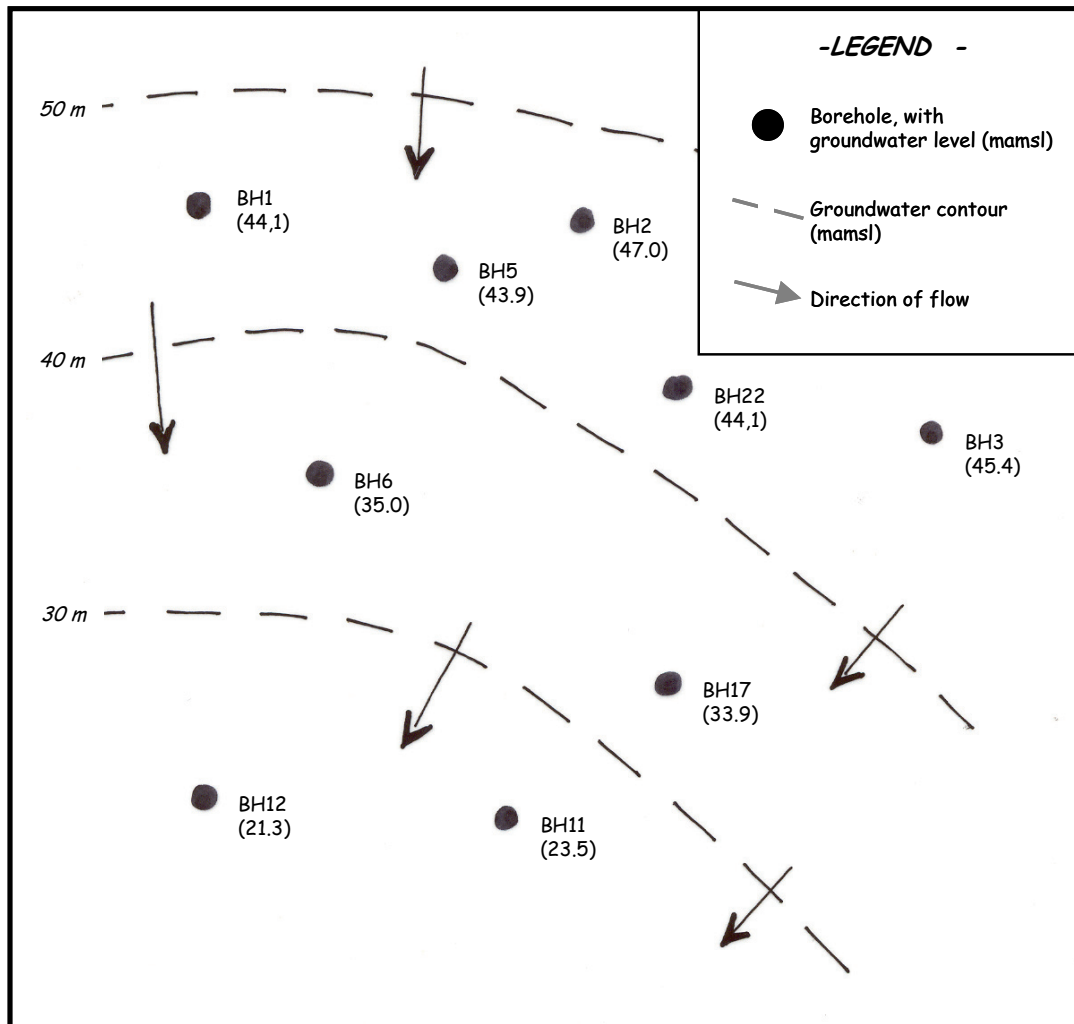 -LEGEND -
Borehole, with
groundwater level (mamsl)
Groundwater contour
(mamsl)
Direction of flow
50 m
BH1
(44,1)
BH2
(47.0)
BH5
(43.9)
40 m
BH22
(44,1)
BH3
(45.4)
BH6
(35.0)
30 m
BH17
(33.9)
BH12
(21.3)
BH11
(23.5)